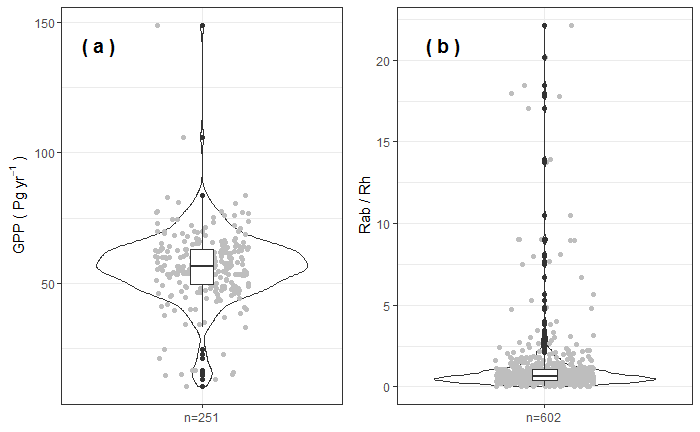 ( a )
GPP ( Pg yr⁻¹ )
150
100
50
n=251
( b )
Rab / Rh
20
15
10
5
0
n=602